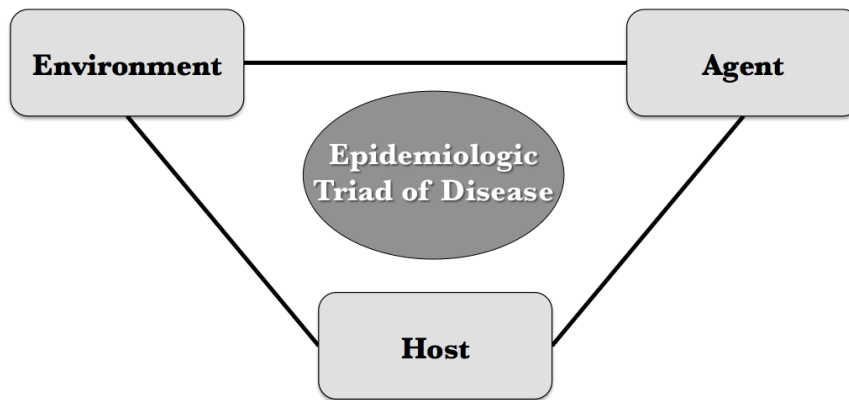 Environment
Agent
Epidemiologic
Triad of Disease
Host